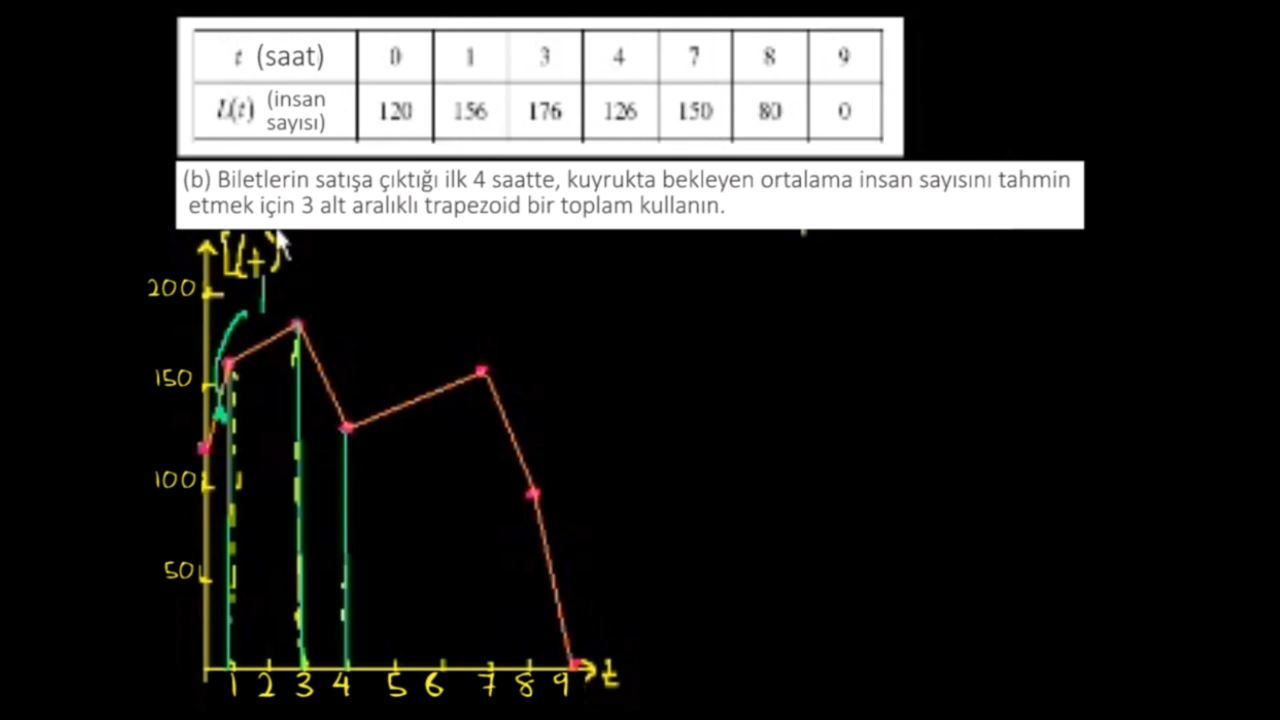 t (saat) 0 1 3 4 7 8 9
L(t) (insan sayısı) 120 156 176 126 150 80 0
(b) Biletlerin satışa çıktığı ilk 4 saatte, kuyrukta bekleyen ortalama insan sayısını tahmin
etmek için 3 alt aralıklı trapezoid bir toplam kullanın.
L(t)
200
150
100
50
1 2 3 4 5 6 7 8 9 t